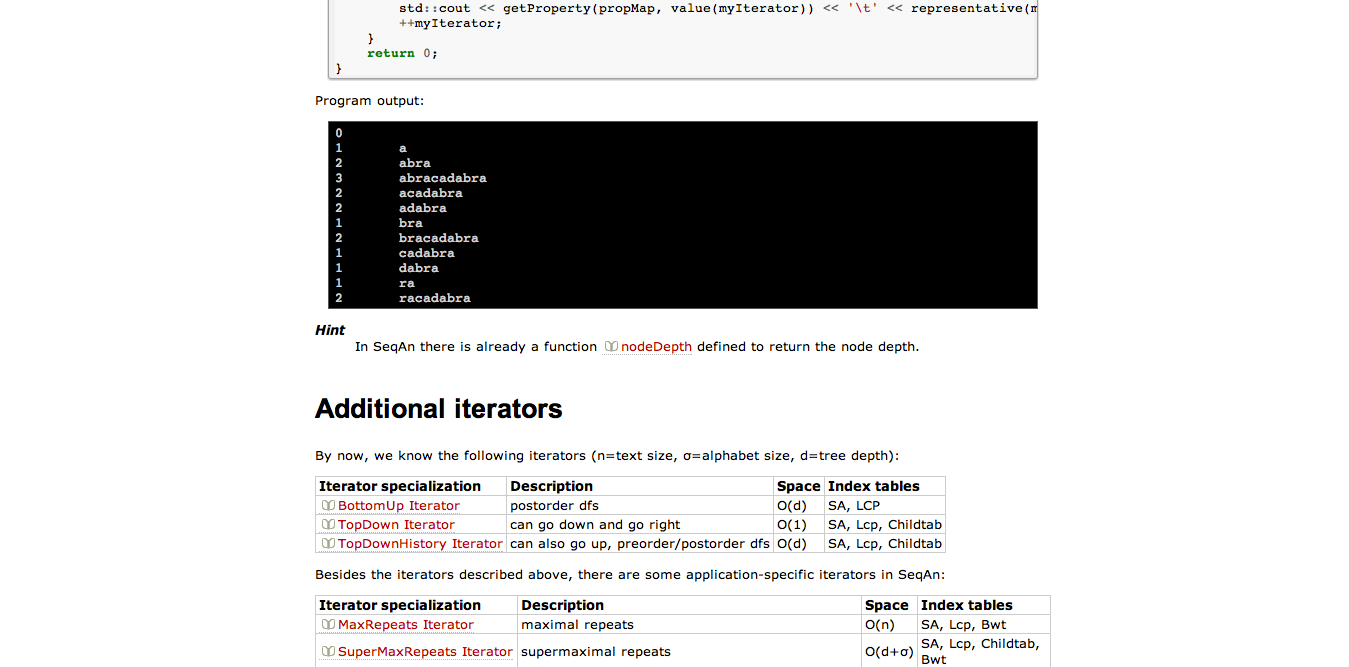 std::cout << getProperty(propMap, value(myIterator)) << '\t' << representative(m
++myIterator;
}
return 0;
}
Program output:
0
1 a
2 abra
3 abracadabra
2 acadabra
2 adabra
1 bra
2 bracadabra
1 cadabra
1 dabra
1 ra
2 racadabra
Hint
In SeqAn there is already a function nodeDepth defined to return the node depth.
Additional iterators
By now, we know the following iterators (n=text size, σ=alphabet size, d=tree depth):
Iterator specialization Description Space Index tables
BottomUp Iterator postorder dfs O(d) SA, LCP
TopDown Iterator can go down and go right O(1) SA, Lcp, Childtab
TopDownHistory Iterator can also go up, preorder/postorder dfs O(d) SA, Lcp, Childtab
Besides the iterators described above, there are some application-specific iterators in SeqAn:
Iterator specialization Description Space Index tables
MaxRepeats Iterator maximal repeats O(n) SA, Lcp, Bwt
SuperMaxRepeats Iterator supermaximal repeats O(d+σ) SA, Lcp, Childtab,
Bwt